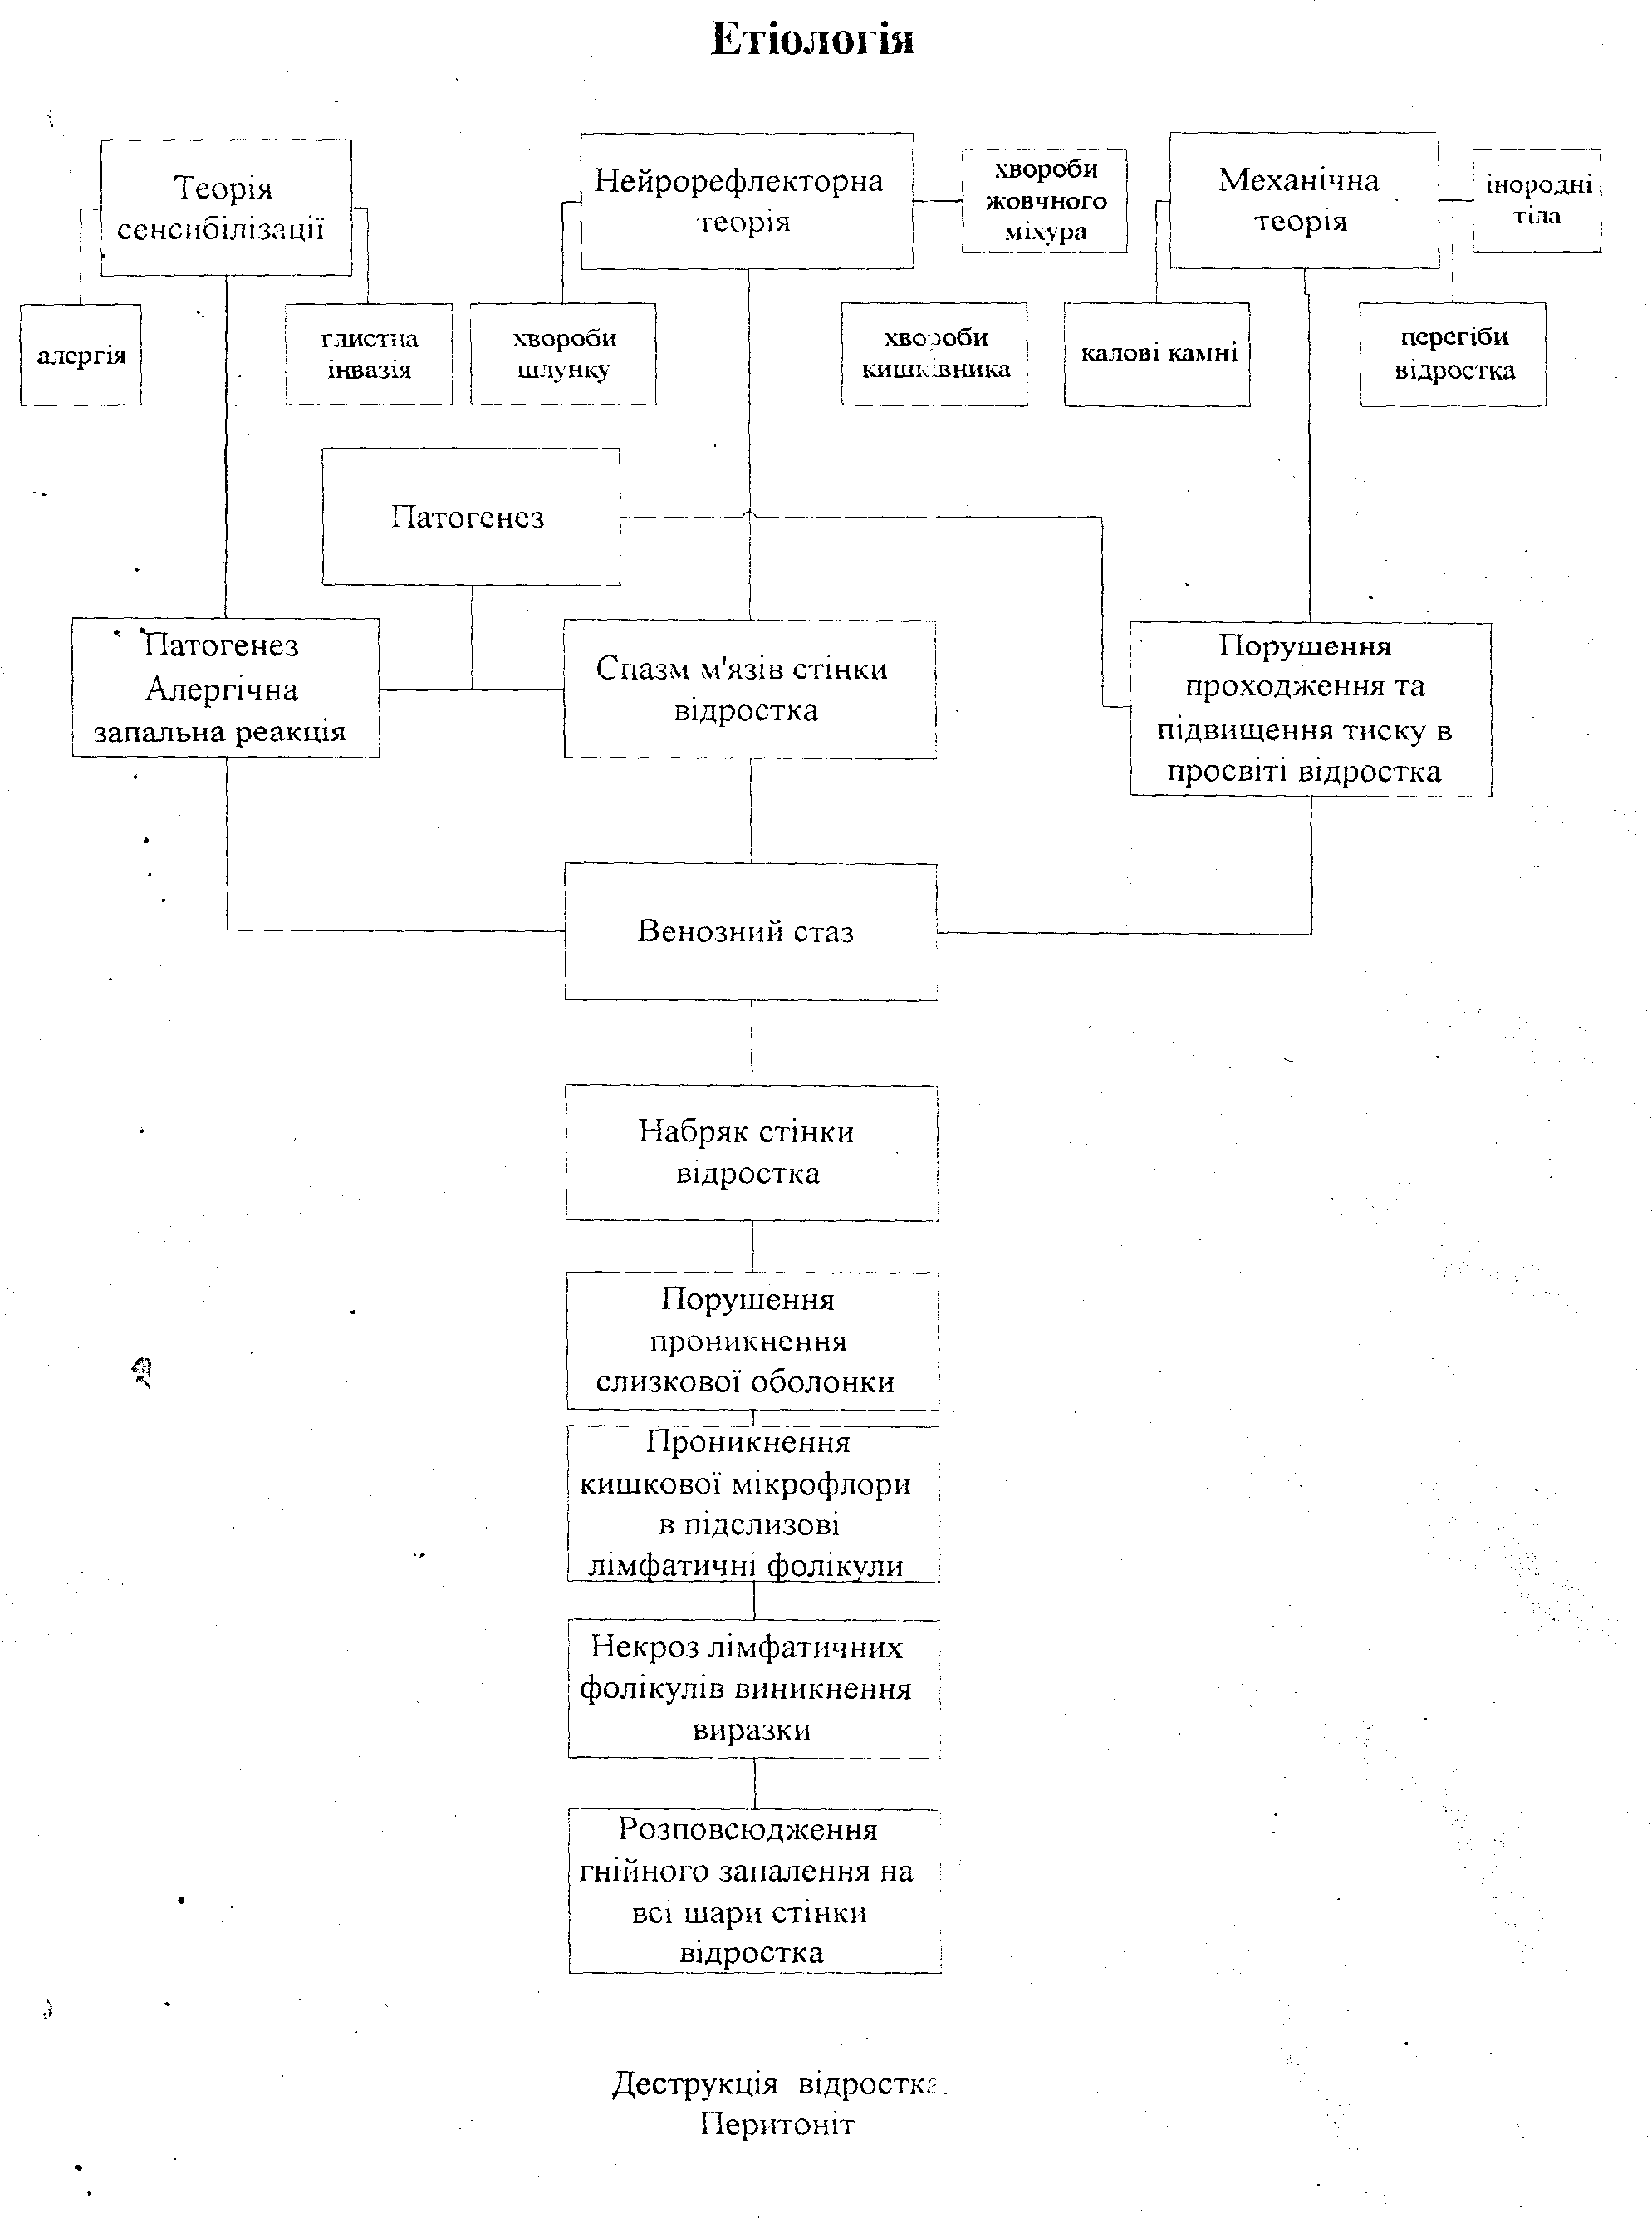 Етіологія
Теорія
сенсибілізації
Нейрорефлекторна
теорія
хвороби
жовчного
міхура
Механічна
теорія
інородні
тіла
алергія
глистна
інвазія
хвороби
шлунку
хвороби
кишківника
калові камні
перегіби
відростка
Патогенез
Патогенез
Алергічна
запальна реакція
Спазм м'язів стінки
відростка
Порушення
проходження та
підвищення тиску в
просвіті відростка
Венозний стаз
Набряк стінки
відростка
Порушення
проникнення
слизкової оболонки
Проникнення
кишкової мікрофлори
в підслизові
лімфатичні фолікули
Некроз лімфатичних
фолікулів виникнення
виразки
Розповсюдження
гнійного запалення на
всі шари стінки
відростка
Деструкція відростка.
Перитоніт